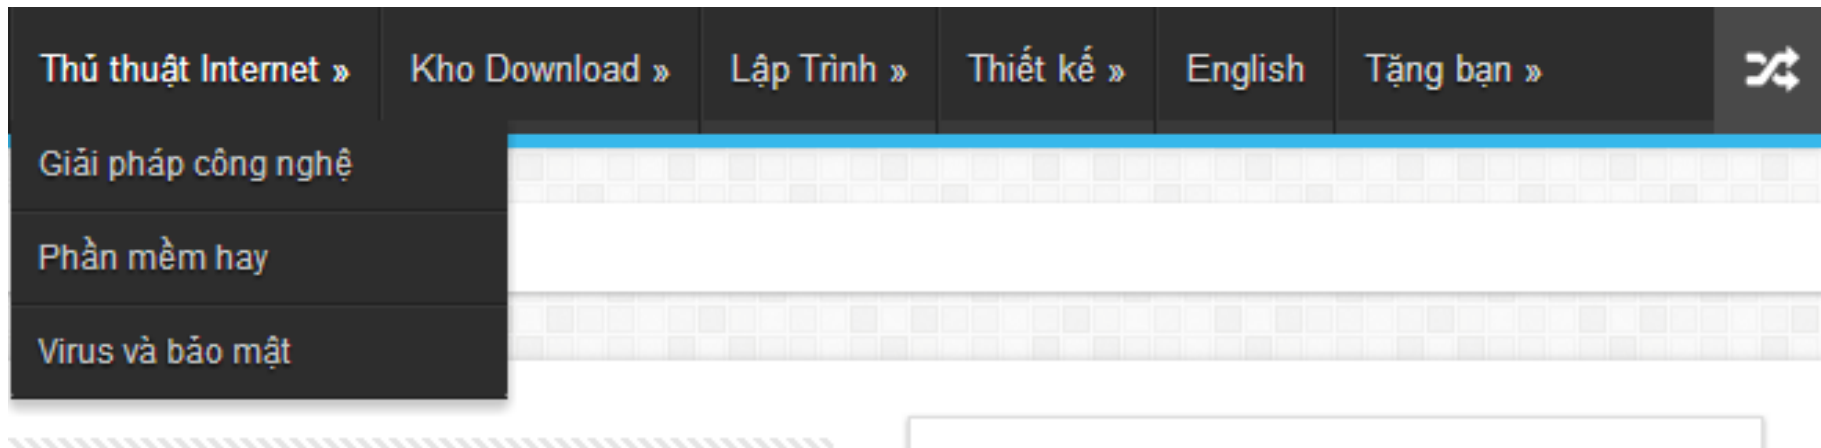 Thủ thuật Internet » Kho Download » Lập Trình » Thiết kế » English Tặng bạn »
Giải pháp công nghệ
Phần mềm hay
Virus và bảo mật